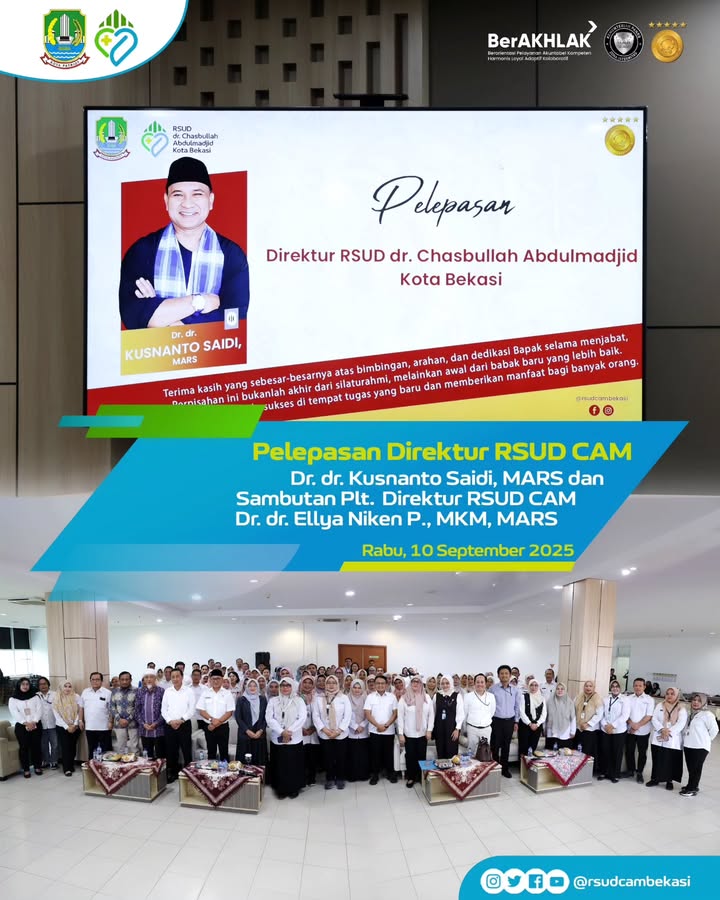 BerAKHLAK
Berorientasi Pelayanan Akuntabel Kompeten
Harmonis Loyal Adaptif Kolaboratif
RSUD
dr. Chasbullah
Abdulmadjid
Kota Bekasi
Pelepasan
Direktur RSUD dr. Chasbullah Abdulmadjid
Kota Bekasi
Dr. dr.
KUSNANTO SAIDI,
MARS
Terima kasih yang sebesar-besarnya atas bimbingan, arahan, dan dedikasi Bapak selama menjabat,
Perpisahan ini bukanlah akhir dari silaturahmi, melainkan awal dari babak baru yang lebih baik.
sukses di tempat tugas yang baru dan memberikan manfaat bagi banyak orang.
@rsudcambekasi
Pelepasan Direktur RSUD CAM
Dr. dr. Kusnanto Saidi, MARS dan
Sambutan Plt. Direktur RSUD CAM
Dr. dr. Ellya Niken P., MKM, MARS
Rabu, 10 September 2025
@rsudcambekasi